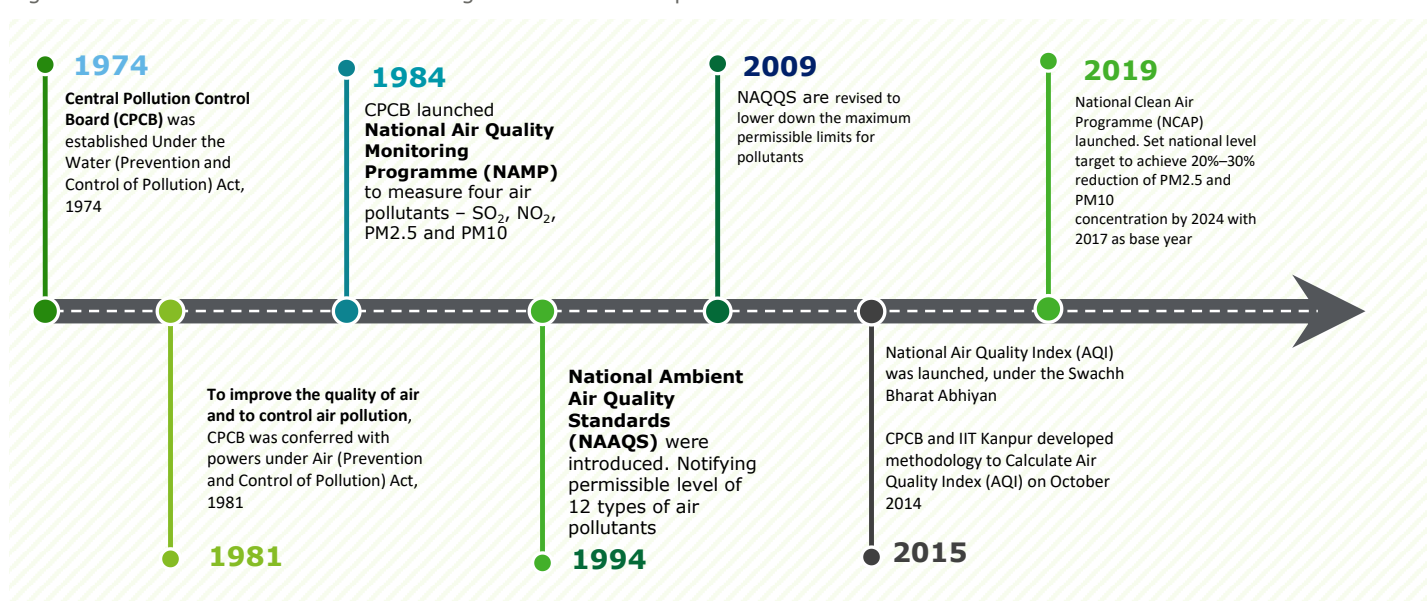 1974
Central Pollution Control
Board (CPCB) was
established Under the
Water (Prevention and
Control of Pollution) Act,
1974
1984
CPCB launched
National Air Quality
Monitoring
Programme (NAMP)
to measure four air
pollutants – SO2, NO2,
PM2.5 and PM10
2009
NAQQS are revised to
lower down the maximum
permissible limits for
pollutants
2019
National Clean Air
Programme (NCAP)
launched. Set national level
target to achieve 20%–30%
reduction of PM2.5 and
PM10
concentration by 2024 with
2017 as base year
To improve the quality of air
and to control air pollution,
CPCB was conferred with
powers under Air (Prevention
and Control of Pollution) Act,
1981
1981
National Ambient
Air Quality
Standards
(NAAQS) were
introduced. Notifying
permissible level of
12 types of air
pollutants
1994
National Air Quality Index (AQI)
was launched, under the Swachh
Bharat Abhiyan
CPCB and IIT Kanpur developed
methodology to Calculate Air
Quality Index (AQI) on October
2014
2015